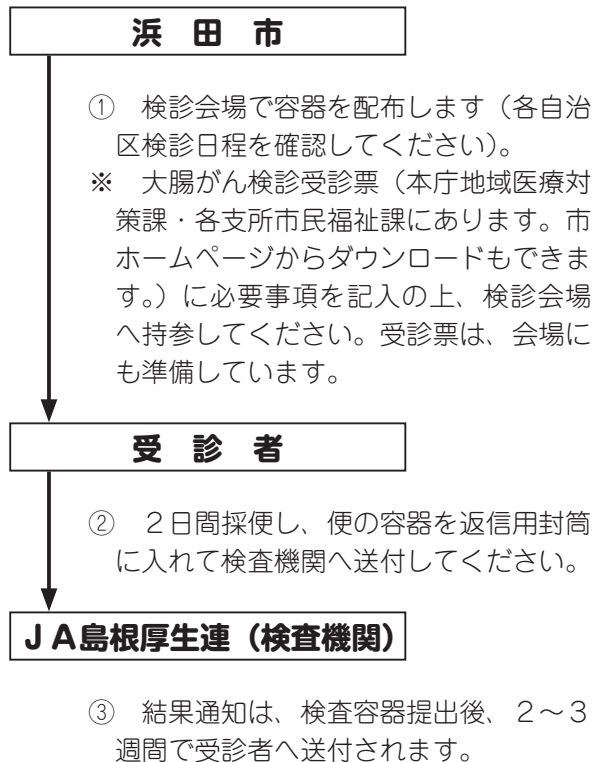 浜　田　市
①　検診会場で容器を配布します（各自治
区検診日程を確認してください）。
※　大腸がん検診受診票（本庁地域医療対
策課・各支所市民福祉課にあります。市
ホームページからダウンロードもできま
す。）に必要事項を記入の上、検診会場
へ持参してください。受診票は、会場に
も準備しています。
受　診　者
②　２日間採便し、便の容器を返信用封筒
に入れて検査機関へ送付してください。
ＪＡ島根厚生連（検査機関）
③　結果通知は、検査容器提出後、２～３
週間で受診者へ送付されます。